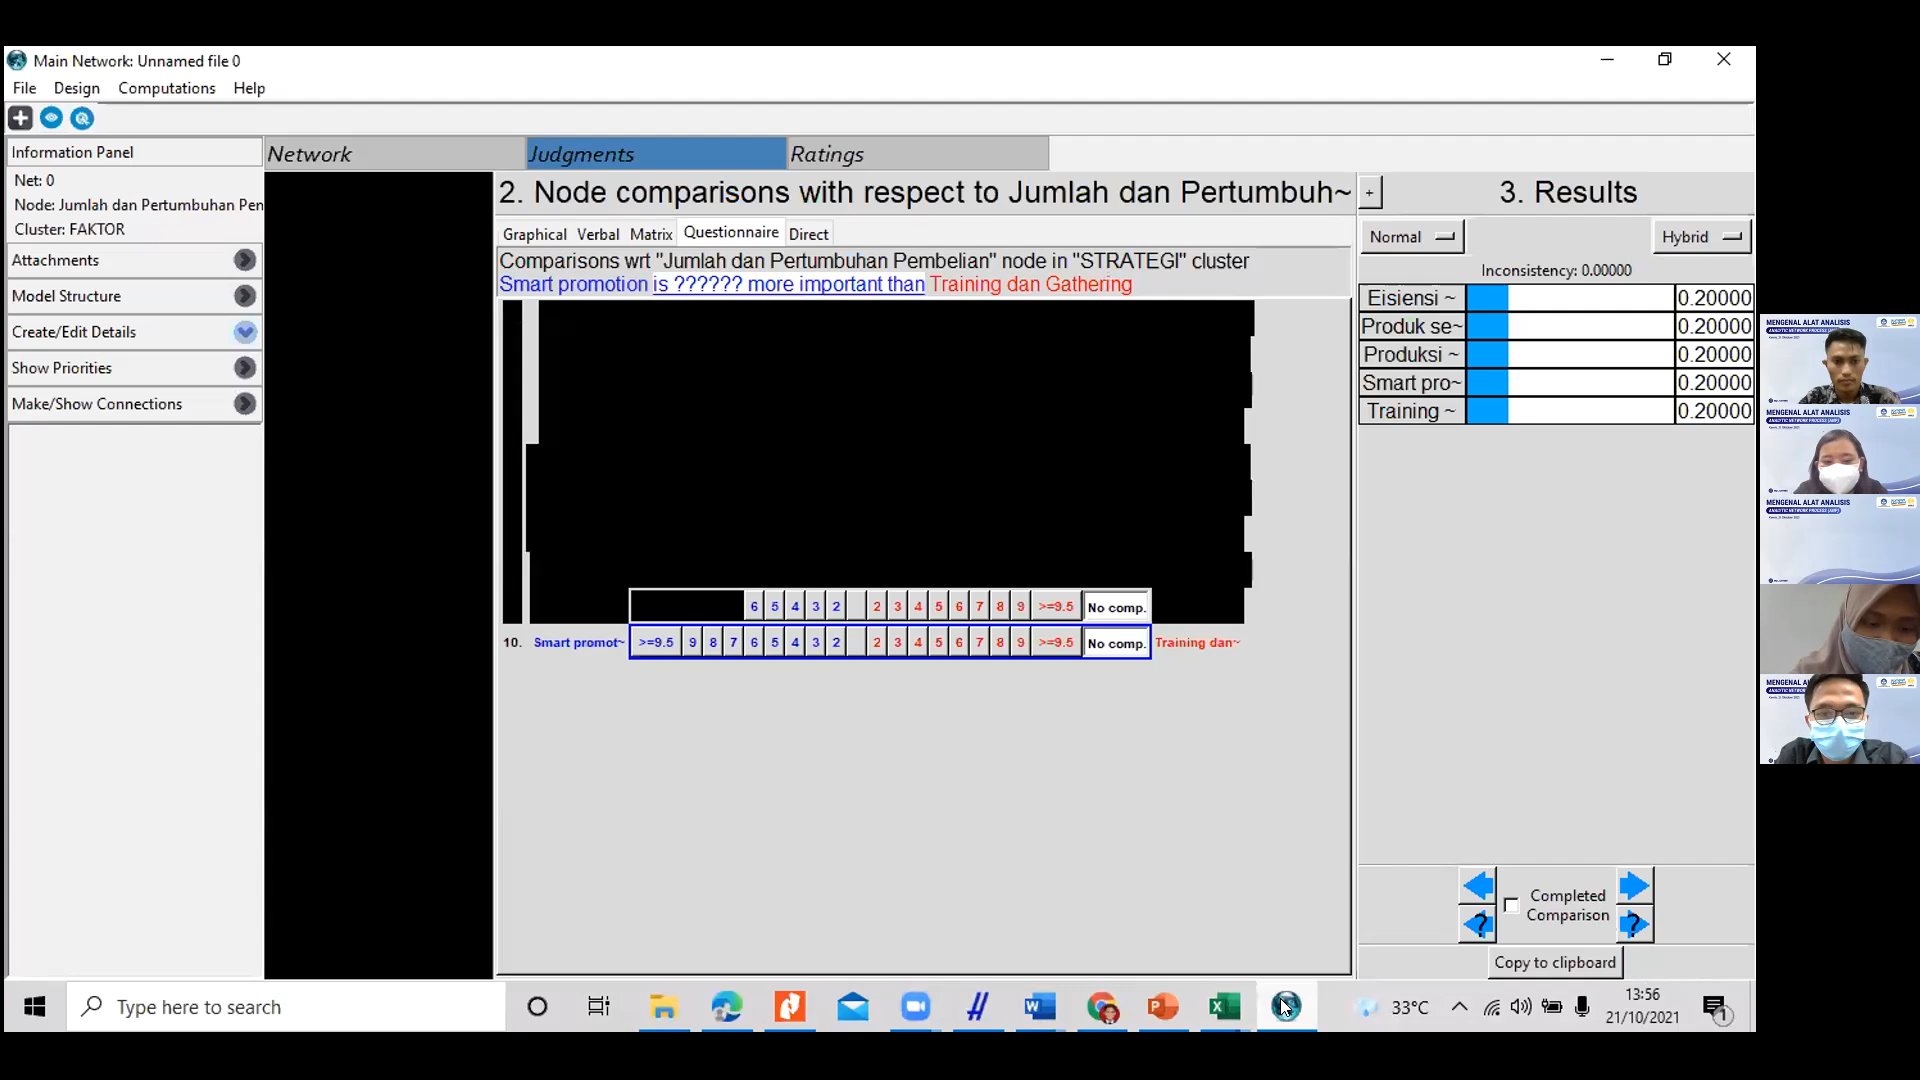 Main Network: Unnamed file 0
File Design Computations Help
Information Panel
Net: 0
Node: Jumlah dan Pertumbuhan Pen
Cluster: FAKTOR
Attachments
Model Structure
Create/Edit Details
Show Priorities
Make/Show Connections
Network Judgments Ratings
2. Node comparisons with respect to Jumlah dan Pertumbuh~
+
Graphical Verbal Matrix Questionnaire Direct
Comparisons wrt "Jumlah dan Pertumbuhan Pembelian" node in "STRATEGI" cluster
Smart promotion is ?????? more important than Training dan Gathering
6 5 4 3 2 2 3 4 5 6 7 8 9 >=9.5 No comp.
10. Smart promot~ >=9.5 9 8 7 6 5 4 3 2 2 3 4 5 6 7 8 9 >=9.5 No comp. Training dan~
3. Results
Normal Hybrid
Inconsistency: 0.00000
Eisiensi ~ 0.20000
Produk se~ 0.20000
Produksi ~ 0.20000
Smart pro~ 0.20000
Training ~ 0.20000
Completed
Comparison
? ?
Copy to clipboard
MENGENAL ALAT ANALISIS
MENGENAL ALAT ANALISIS
MENGENAL ALAT ANALISIS
MENGENAL A
Type here to search
33°C
13:56
21/10/2021
1